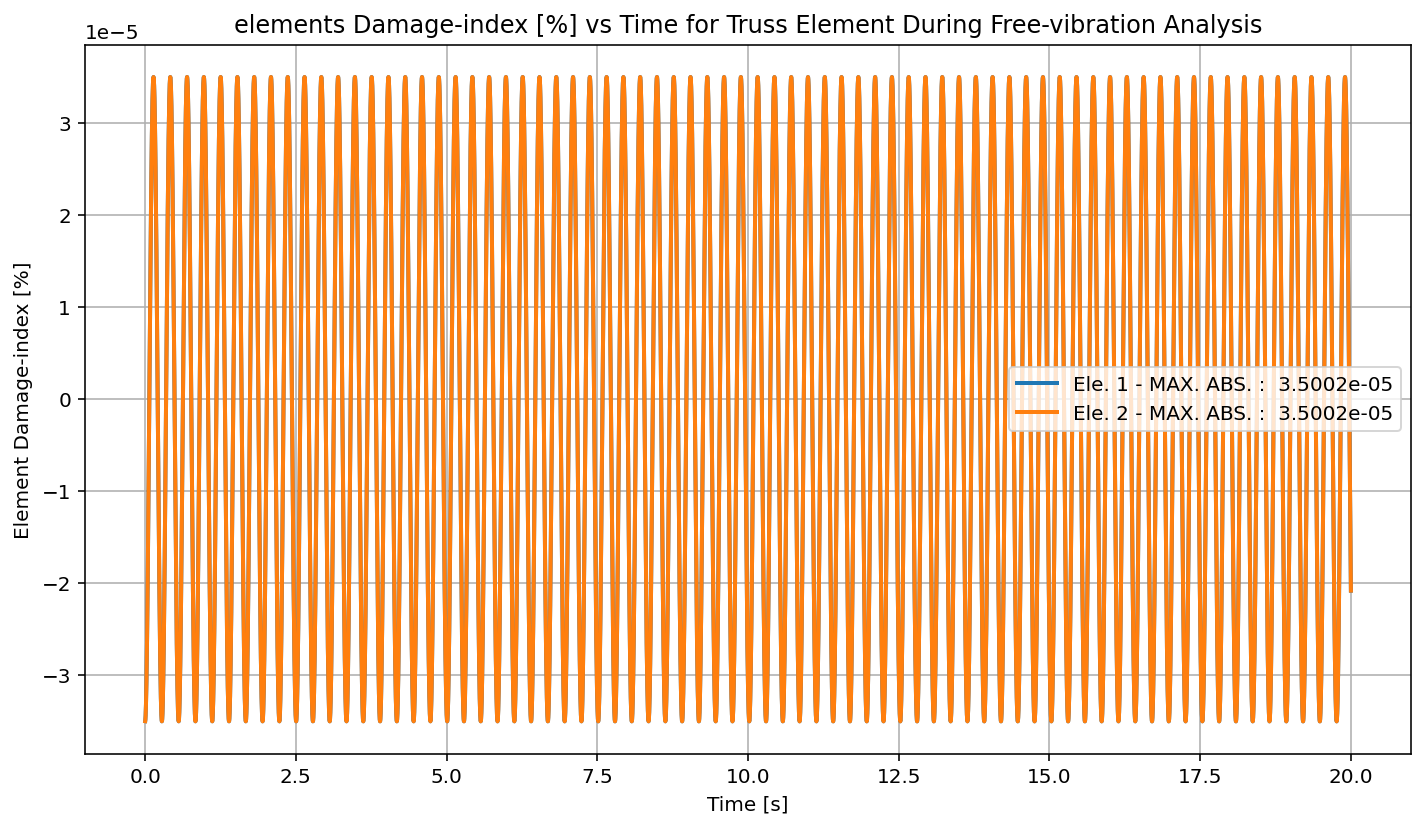 elements Damage-index [%] vs Time for Truss Element During Free-vibration Analysis
1e−5
3
2
1
0
−1
−2
−3
Element Damage-index [%]
Ele. 1 - MAX. ABS. :  3.5002e-05
Ele. 2 - MAX. ABS. :  3.5002e-05
0.0 2.5 5.0 7.5 10.0 12.5 15.0 17.5 20.0
Time [s]